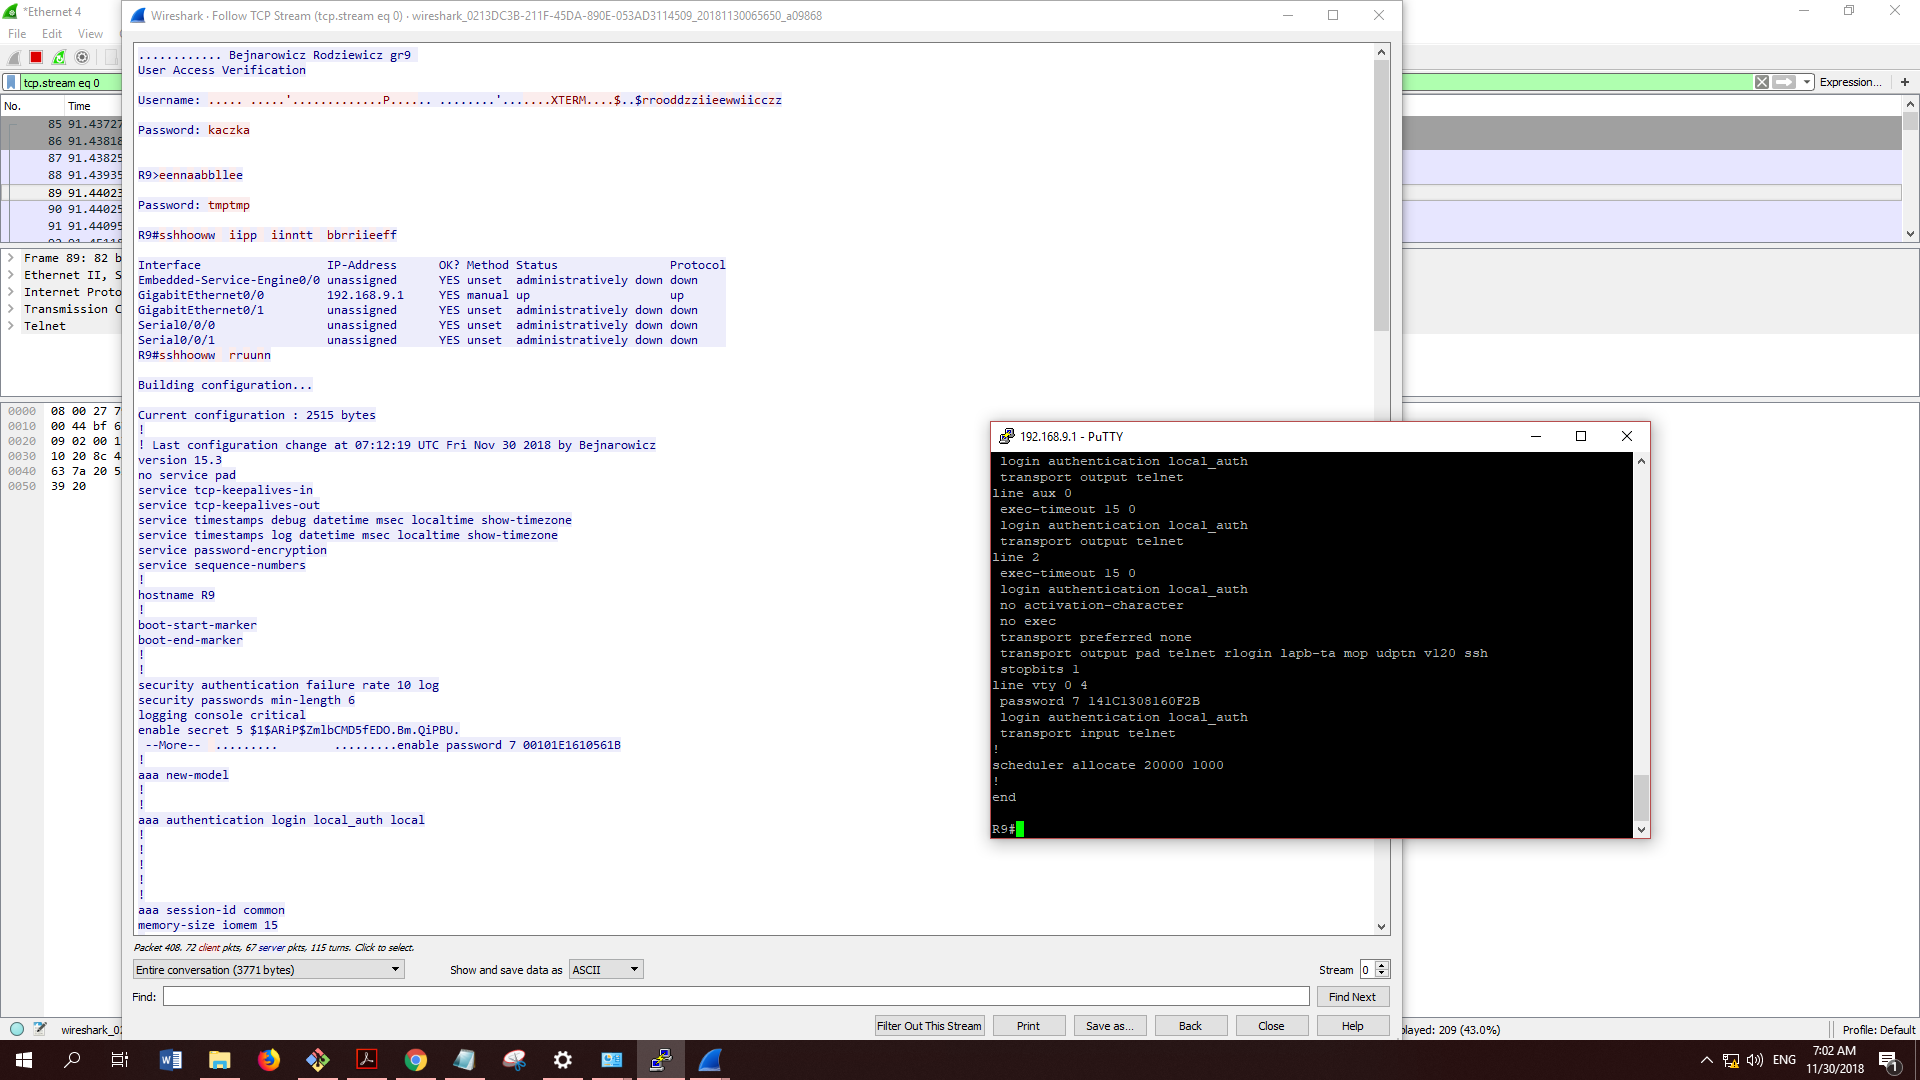 *Ethernet 4
File Edit View
tcp.stream eq 0
Expression...
No. Time
85 91.43727
86 91.43818
87 91.43825
88 91.43935
89 91.44023
90 91.44025
91 91.44095
Frame 89: 82 b
Ethernet II, S
Internet Proto
Transmission C
Telnet
0000 08 00 27 7
0010 00 44 bf 6
0020 09 02 00 1
0030 10 20 8c 4
0040 63 7a 20 5
0050 39 20
Wireshark · Follow TCP Stream (tcp.stream eq 0) · wireshark_0213DC3B-211F-45DA-890E-053AD3114509_20181130065650_a09868
............ Bejnarowicz Rodziewicz gr9
User Access Verification
Username: ..... .....'.............P...... ........'.......XTERM....$..$rrooddzziieewwiicczz
Password: kaczka
R9>eennaabbllee
Password: tmptmp
R9#sshhooww  iipp  iinntt  bbrriieeff
Interface IP-Address OK? Method Status Protocol
Embedded-Service-Engine0/0 unassigned YES unset administratively down down
GigabitEthernet0/0 192.168.9.1 YES manual up up
GigabitEthernet0/1 unassigned YES unset administratively down down
Serial0/0/0 unassigned YES unset administratively down down
Serial0/0/1 unassigned YES unset administratively down down
R9#sshhooww  rruunn
Building configuration...
Current configuration : 2515 bytes
!
! Last configuration change at 07:12:19 UTC Fri Nov 30 2018 by Bejnarowicz
version 15.3
no service pad
service tcp-keepalives-in
service tcp-keepalives-out
service timestamps debug datetime msec localtime show-timezone
service timestamps log datetime msec localtime show-timezone
service password-encryption
service sequence-numbers
!
hostname R9
!
boot-start-marker
boot-end-marker
!
!
security authentication failure rate 10 log
security passwords min-length 6
logging console critical
enable secret 5 $1$ARiP$ZmlbCMD5fEDO.Bm.QiPBU.
 --More--  .........        .........enable password 7 00101E1610561B
!
aaa new-model
!
!
aaa authentication login local_auth local
!
!
!
!
!
aaa session-id common
memory-size iomem 15
Packet 408. 72 client pkts, 67 server pkts, 115 turns. Click to select.
Entire conversation (3771 bytes)
Show and save data as ASCII
Stream 0
Find:
Find Next
Filter Out This Stream Print Save as... Back Close Help
192.168.9.1 - PuTTY
login authentication local_auth
transport output telnet
line aux 0
exec-timeout 15 0
login authentication local_auth
transport output telnet
line 2
exec-timeout 15 0
login authentication local_auth
no activation-character
no exec
transport preferred none
transport output pad telnet rlogin lapb-ta mop udptn v120 ssh
stopbits 1
line vty 0 4
password 7 141C1308160F2B
login authentication local_auth
transport input telnet
!
scheduler allocate 20000 1000
!
end
R9#
wireshark_02
played: 209 (43.0%)
Profile: Default
ENG
7:02 AM
11/30/2018
1